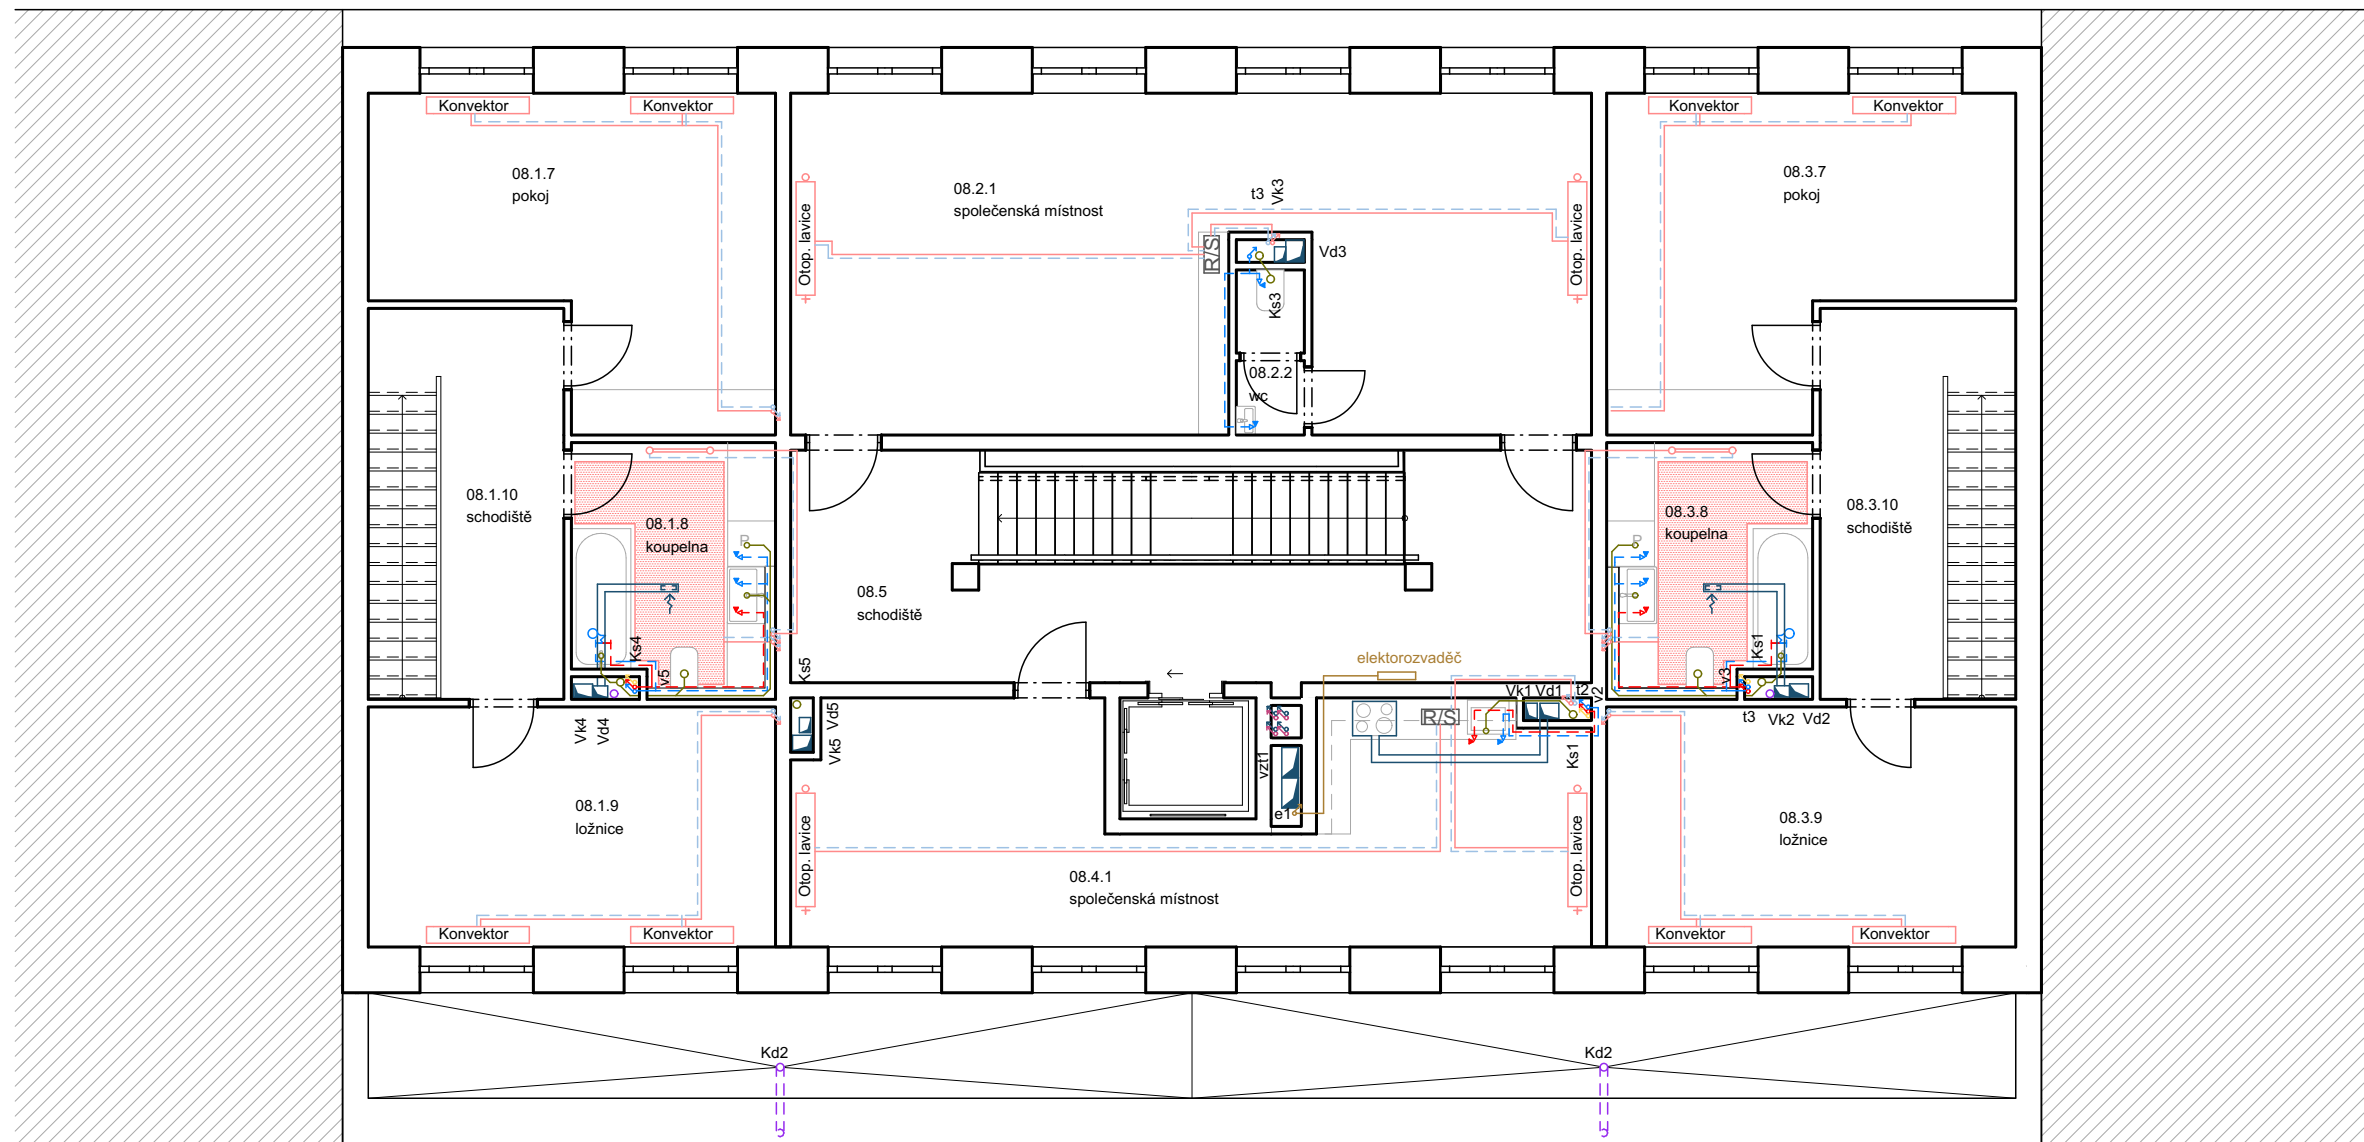 Konvektor
Konvektor
Konvektor
Konvektor
08.1.7
pokoj
08.2.1
společenská místnost
t3
Vk3
08.3.7
pokoj
Otop. lavice
R/S
Vd3
Otop. lavice
Ks3
08.2.2
wc
08.1.10
schodiště
08.1.8
koupelna
P
08.3.8
koupelna
P
08.3.10
schodiště
08.5
schodiště
Ks4
v5
Ks5
elektorozvaděč
Ks1
v3
Vk4
Vd4
Vd5
Vk5
vzt1
e1
R/S
Vk1
Vd1
t2
v2
Ks1
t3
Vk2
Vd2
08.1.9
ložnice
Otop. lavice
Otop. lavice
08.3.9
ložnice
08.4.1
společenská místnost
Konvektor
Konvektor
Konvektor
Konvektor
Kd2
Kd2